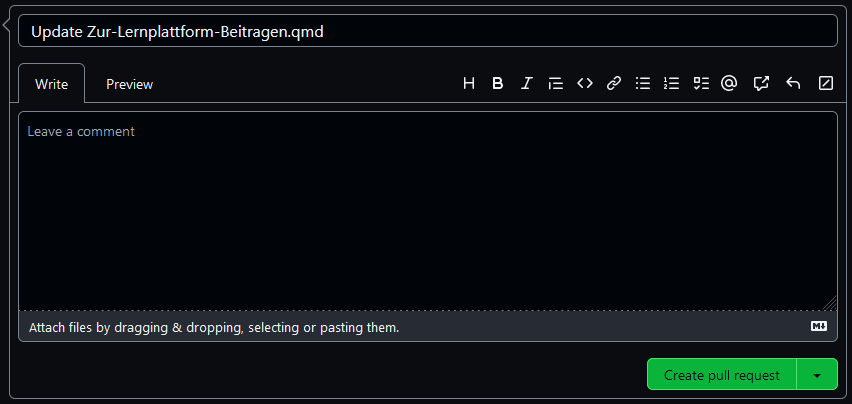 Update Zur-Lernplattform-Beitragen.qmd
Write Preview
Leave a comment
Attach files by dragging & dropping, selecting or pasting them.
Create pull request